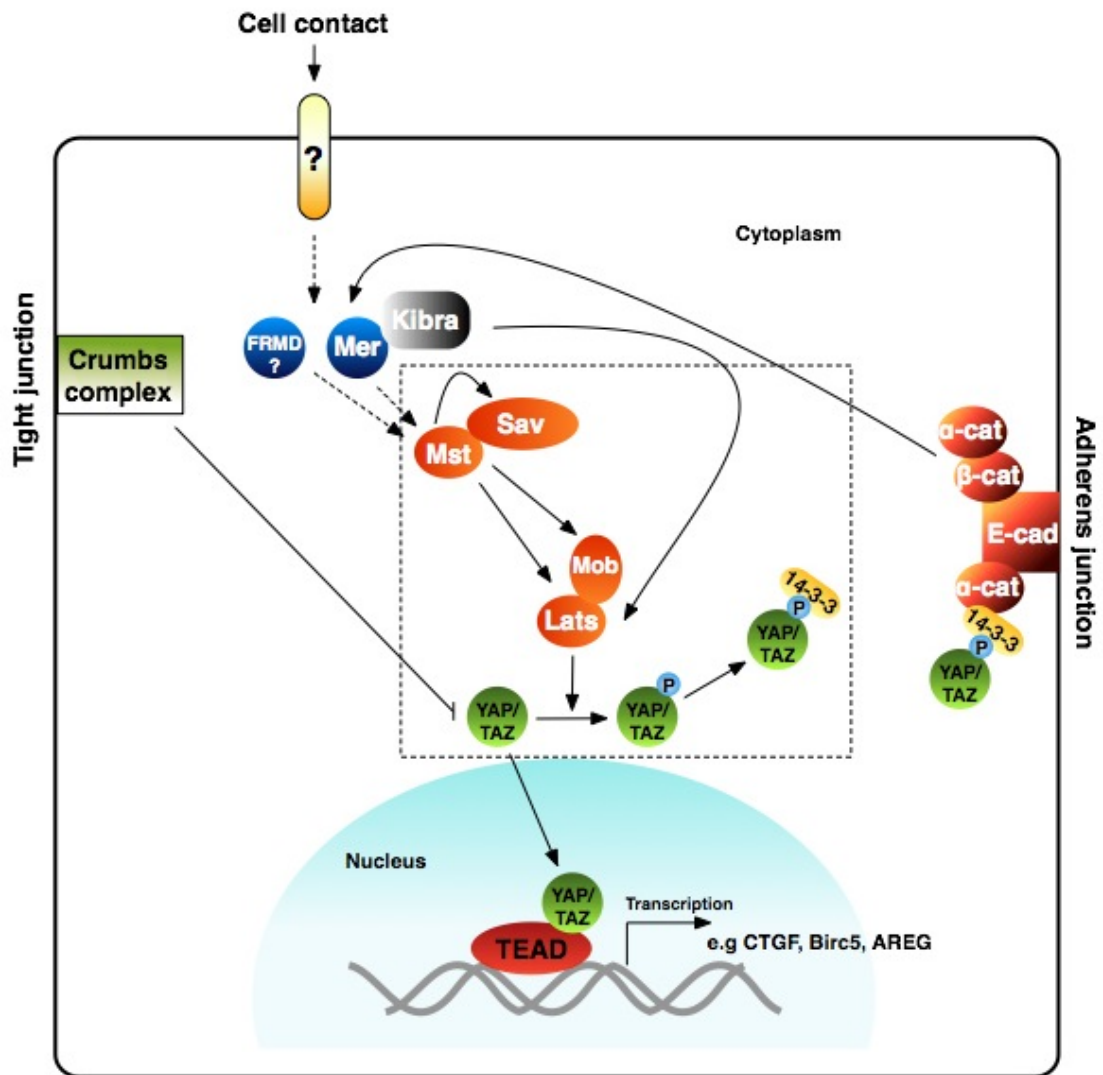 Cell contact
?
Cytoplasm
Tight junction
Crumbs
complex
FRMD
?
Mer
Kibra
Sav
Mst
Mob
Lats
YAP/
TAZ
P
YAP/
TAZ
14-3-3
P
YAP/
TAZ
α-cat
β-cat
E-cad
α-cat
14-3-3
P
YAP/
TAZ
Adherens junction
Nucleus
YAP/
TAZ
TEAD
Transcription
e.g CTGF, Birc5, AREG